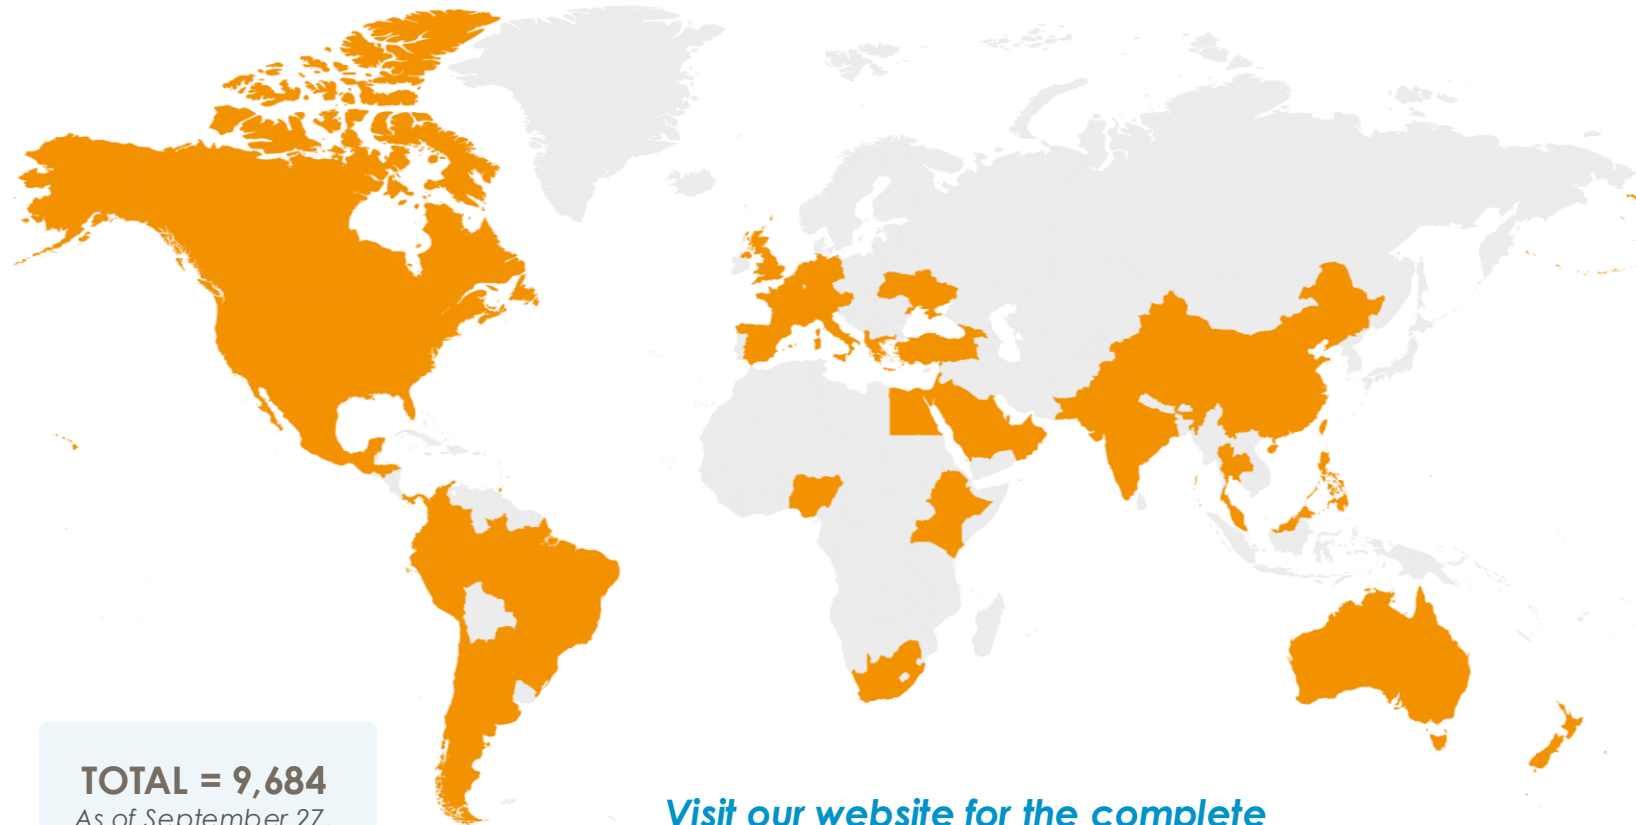 TOTAL = 9,684
As of September 27
Visit our website for the complete